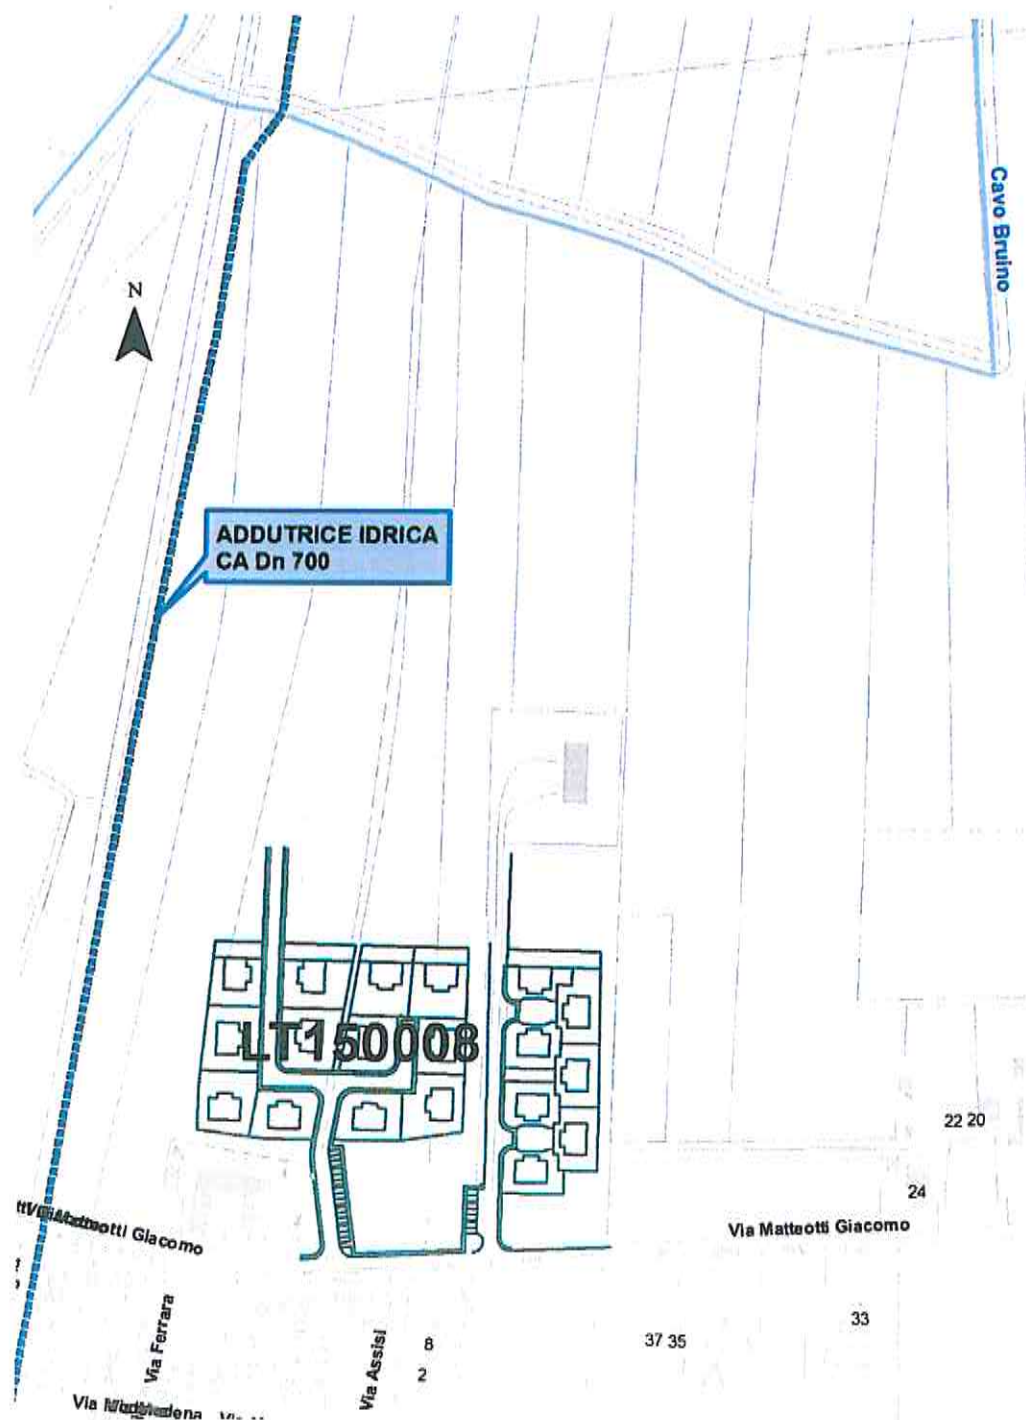 Cavo Bruino
N
ADDUTRICE IDRICA
CA Dn 700
LT150008
22 20
24
Giacomo
Via Matteotti Giacomo
33
37 35
Via Ferrara
Via Assisi
8
2
Via